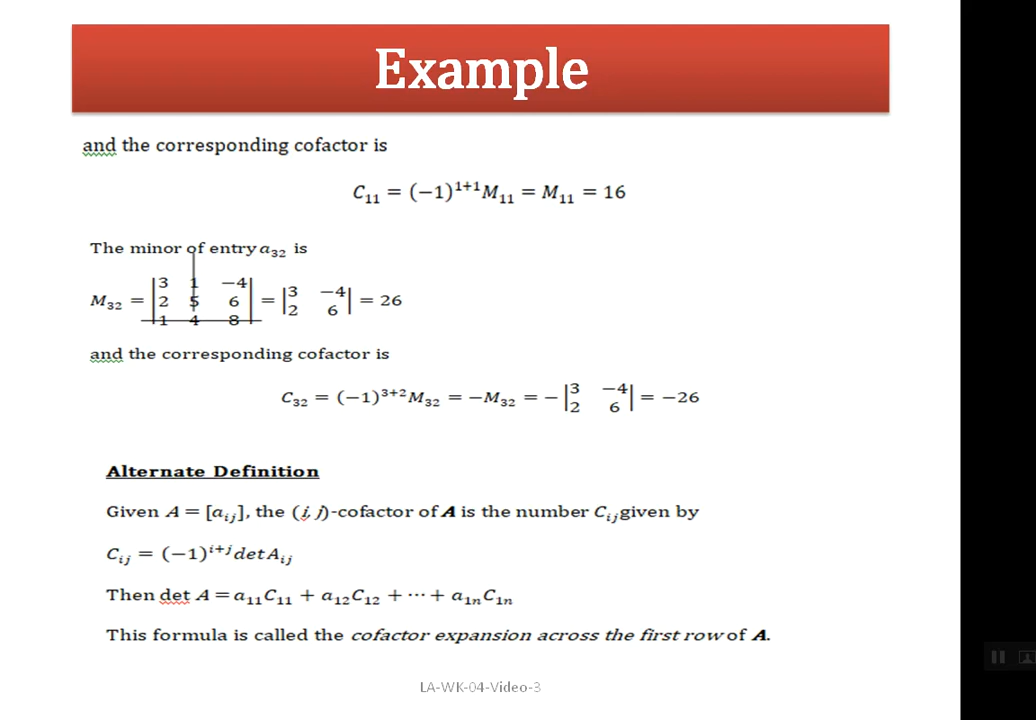 Example
and the corresponding cofactor is
C₁₁ = (−1)¹⁺¹M₁₁ = M₁₁ = 16
The minor of entry a₃₂ is
M₃₂ = |3 1 −4; 2 5 6; 1 4 8| = |3 −4; 2 6| = 26
and the corresponding cofactor is
C₃₂ = (−1)³⁺²M₃₂ = −M₃₂ = −|3 −4; 2 6| = −26
Alternate Definition
Given A = [aᵢⱼ], the (i, j)-cofactor of A is the number Cᵢⱼ given by
Cᵢⱼ = (−1)ⁱ⁺ʲdetAᵢⱼ
Then det A = a₁₁C₁₁ + a₁₂C₁₂ + ⋯ + a₁ₙC₁ₙ
This formula is called the cofactor expansion across the first row of A.
LA-WK-04-Video-3